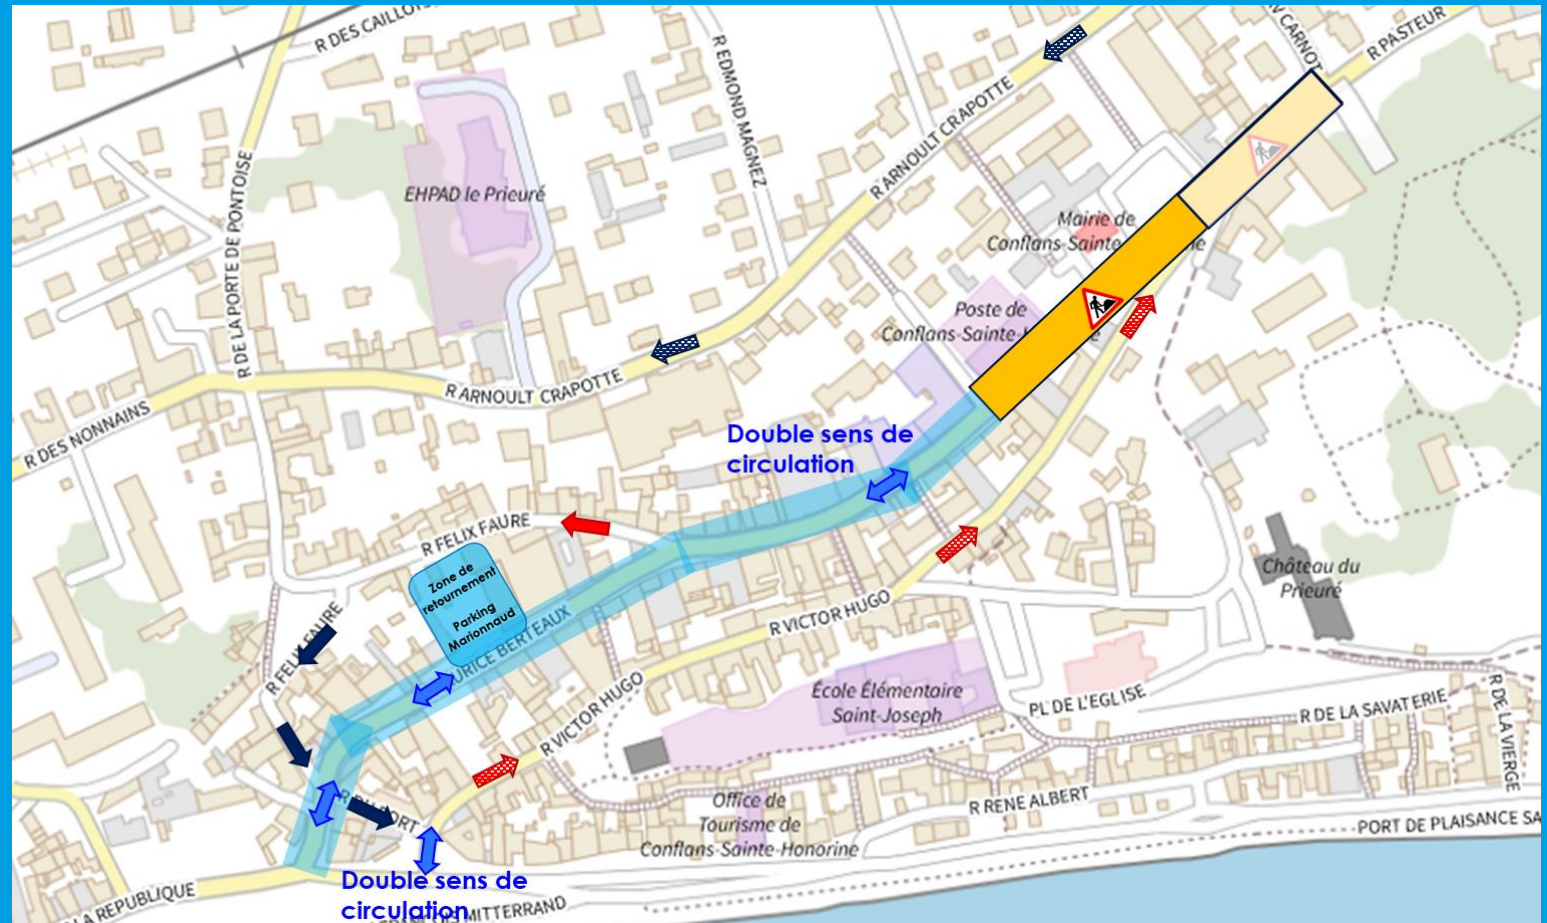 R DES CAILLOTS
R EDMOND MAGNEZ
AV CARNOT
R PASTEUR
R ARNOULT CRAPOTTE
R DE LA PORTE DE PONTOISE
EHPAD le Prieuré
Mairie de
Conflans-Sainte
Poste de
Conflans-Sainte-
R ARNOULT CRAPOTTE
R DES NONNAINS
Double sens de
circulation
R FELIX FAURE
Zone de
retournement
Parking
Marionnaud
URICE BERTEAUX
R FELIX FAURE
R VICTOR HUGO
Château du
Prieuré
R VICTOR HUGO
École Élémentaire
Saint-Joseph
PL DE L'EGLISE
R DE LA SAVATERIE
R DE LA VIERGE
Office de
Tourisme de
Conflans-Sainte-Honorine
R RENE ALBERT
PORT DE PLAISANCE SA
Double sens de
circulation
LA REPUBLIQUE
MITTERRAND